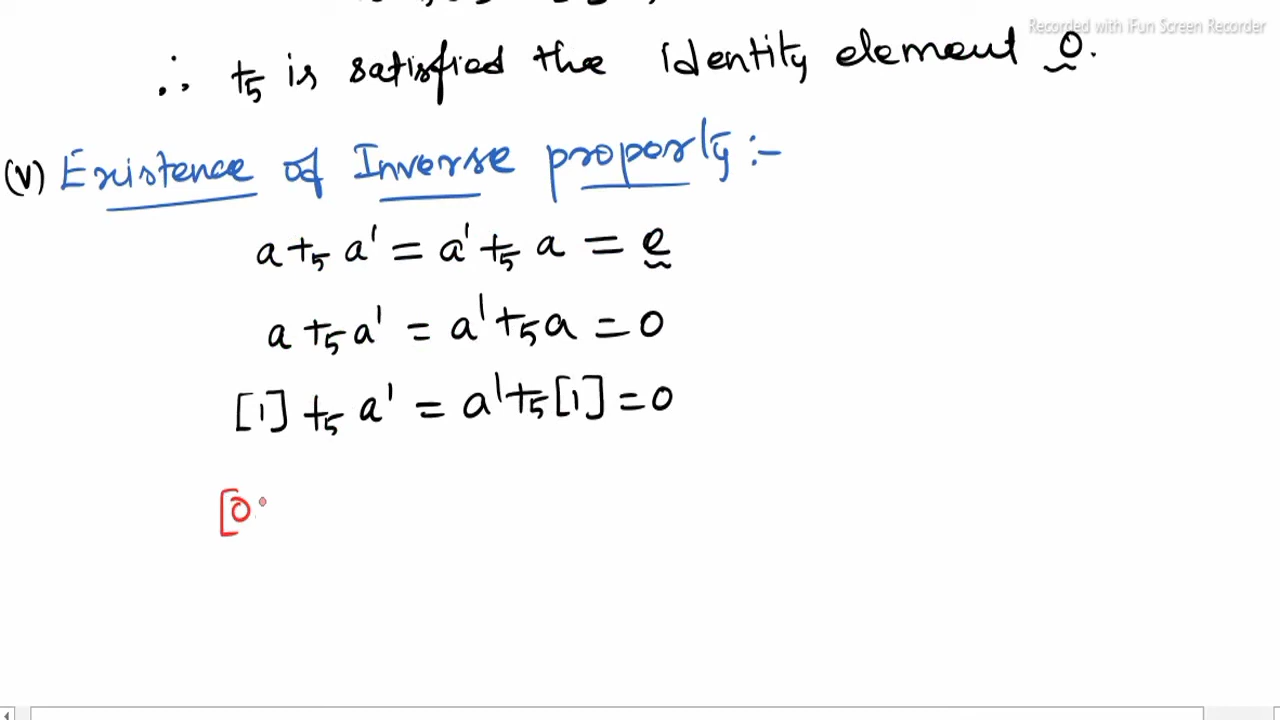 Recorded with iFun Screen Recorder
∴ +5 is satisfied the identity element 0.
(V) Existence of Inverse property :-
a +5 a' = a' +5 a = e
a +5 a' = a' +5 a = 0
[1] +5 a' = a' +5 [1] = 0
[0